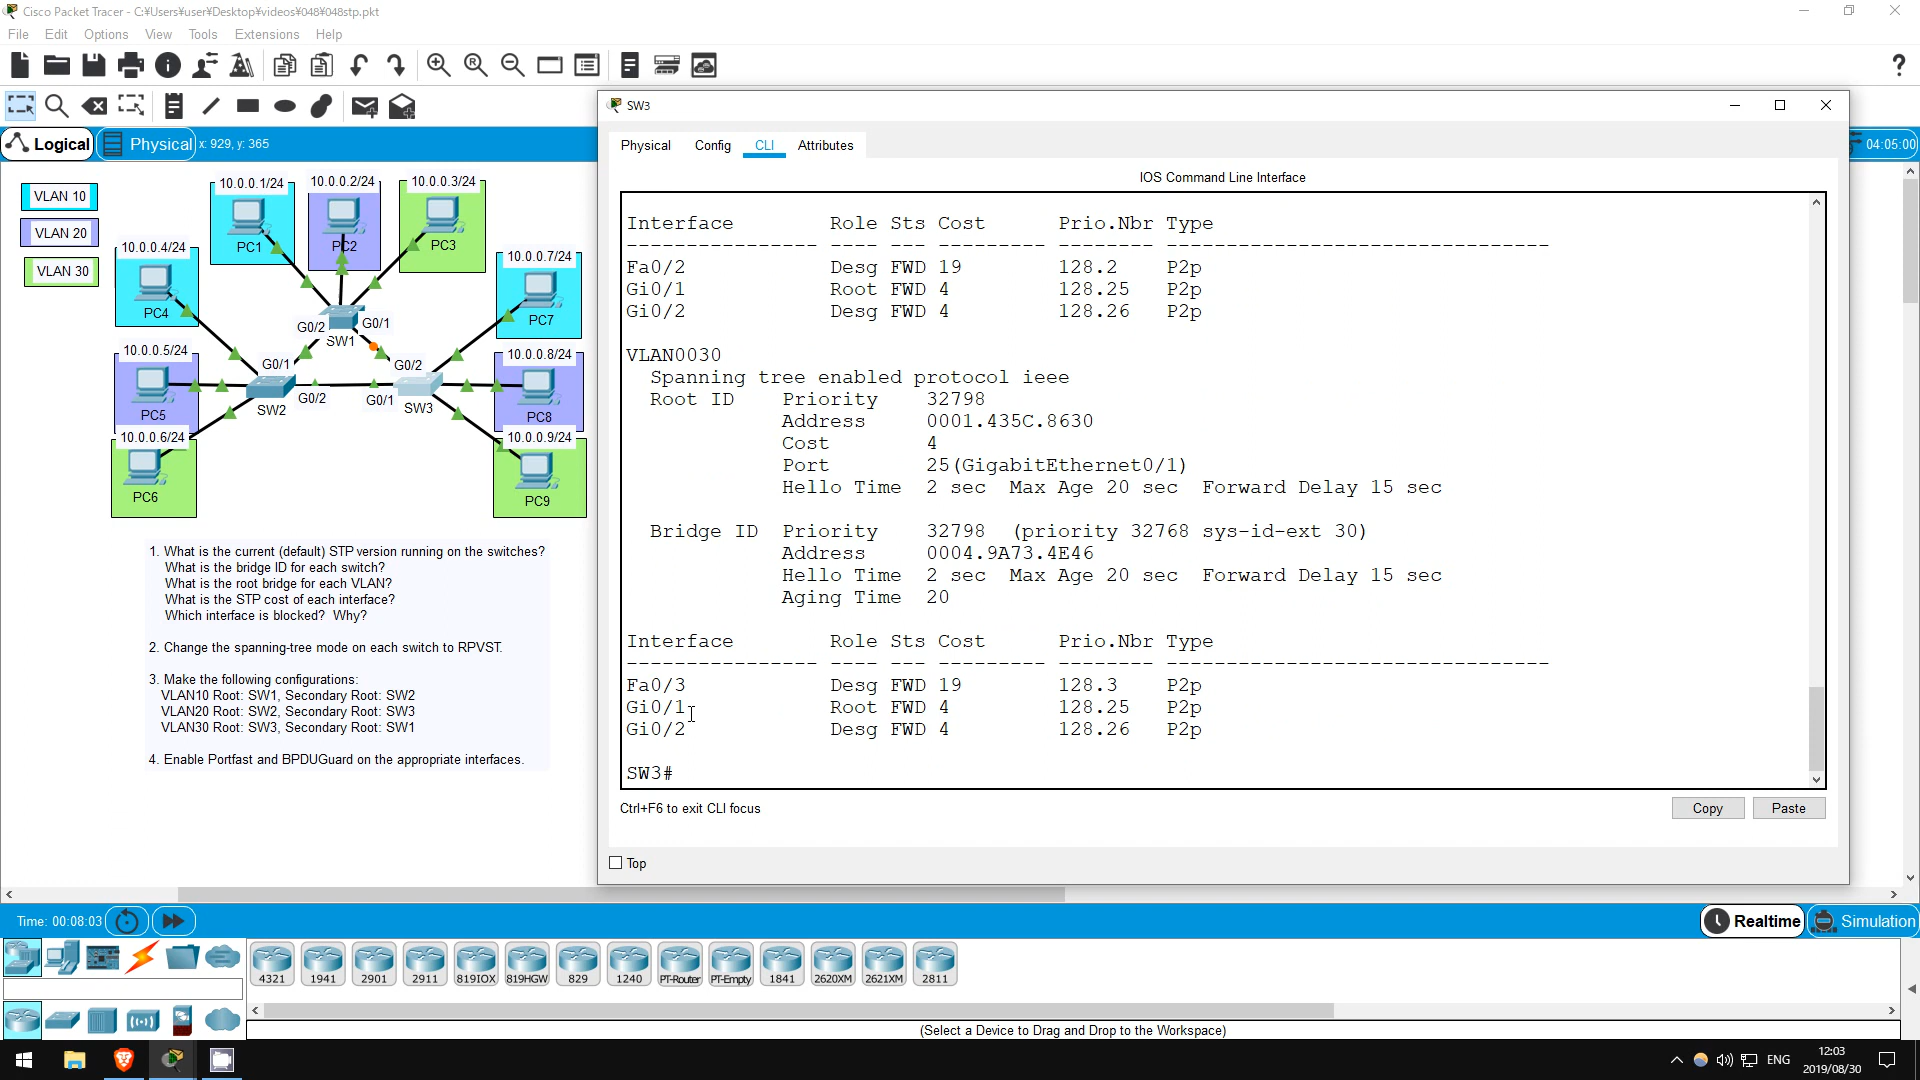 Cisco Packet Tracer - C:¥Users¥user¥Desktop¥videos¥048¥048stp.pkt
File Edit Options View Tools Extensions Help
Logical Physical x: 929, y: 365 04:05:00
VLAN 10
VLAN 20
VLAN 30
10.0.0.1/24 10.0.0.2/24 10.0.0.3/24
PC1 PC2 PC3
10.0.0.4/24 10.0.0.7/24
PC4 PC7
G0/2 G0/1
SW1
10.0.0.5/24 G0/1 G0/2 10.0.0.8/24
PC5 SW2 G0/2 G0/1 SW3 PC8
10.0.0.6/24 10.0.0.9/24
PC6 PC9
1. What is the current (default) STP version running on the switches?
What is the bridge ID for each switch?
What is the root bridge for each VLAN?
What is the STP cost of each interface?
Which interface is blocked? Why?
2. Change the spanning-tree mode on each switch to RPVST.
3. Make the following configurations:
VLAN10 Root: SW1, Secondary Root: SW2
VLAN20 Root: SW2, Secondary Root: SW3
VLAN30 Root: SW3, Secondary Root: SW1
4. Enable Portfast and BPDUGuard on the appropriate interfaces.
SW3
Physical Config CLI Attributes
IOS Command Line Interface
Interface Role Sts Cost Prio.Nbr Type
---------------- ---- --- --------- -------- --------------------------------
Fa0/2 Desg FWD 19 128.2 P2p
Gi0/1 Root FWD 4 128.25 P2p
Gi0/2 Desg FWD 4 128.26 P2p
VLAN0030
Spanning tree enabled protocol ieee
Root ID Priority 32798
Address 0001.435C.8630
Cost 4
Port 25(GigabitEthernet0/1)
Hello Time 2 sec Max Age 20 sec Forward Delay 15 sec
Bridge ID Priority 32798 (priority 32768 sys-id-ext 30)
Address 0004.9A73.4E46
Hello Time 2 sec Max Age 20 sec Forward Delay 15 sec
Aging Time 20
Interface Role Sts Cost Prio.Nbr Type
---------------- ---- --- --------- -------- --------------------------------
Fa0/3 Desg FWD 19 128.3 P2p
Gi0/1 Root FWD 4 128.25 P2p
Gi0/2 Desg FWD 4 128.26 P2p
SW3#
Ctrl+F6 to exit CLI focus
Copy Paste
Top
Time: 00:08:03
Realtime Simulation
4321 1941 2901 2911 819IOX 819HGW 829 1240 PT-Router PT-Empty 1841 2620XM 2621XM 2811
(Select a Device to Drag and Drop to the Workspace)
ENG
12:03
2019/08/30